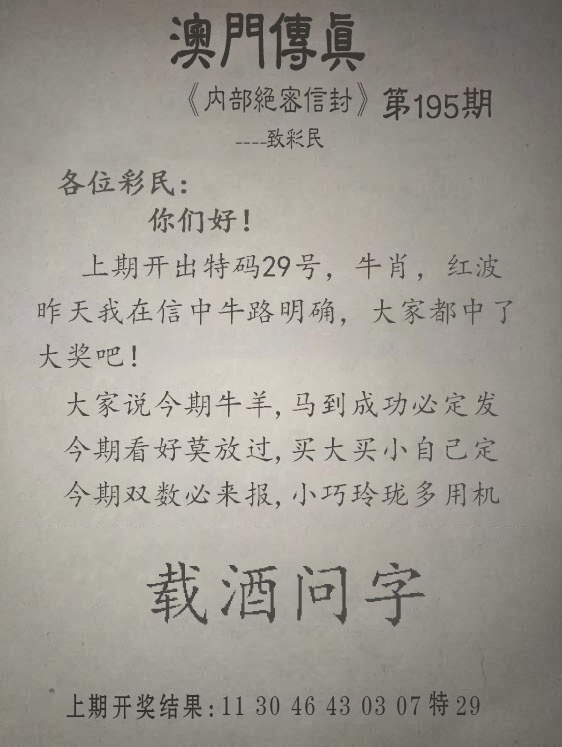 澳門傳眞
《内部絕密信封》第195期
----致彩民
各位彩民：
你们好！
上期开出特码29号，牛肖，红波
昨天我在信中牛路明确，大家都中了
大奖吧！
大家说今期牛羊,马到成功必定发
今期看好莫放过,买大买小自己定
今期双数必来报,小巧玲珑多用机
载酒问字
上期开奖结果:11 30 46 43 03 07特29